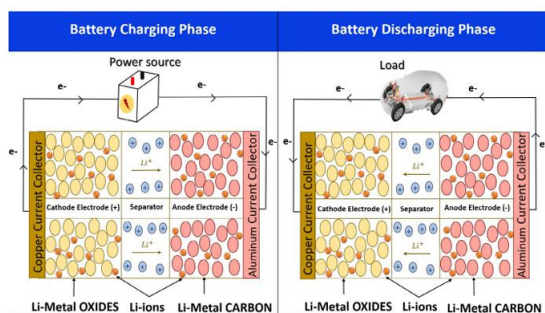 Battery Charging Phase
Power source
e-
e-
e-
e-
Copper Current Collector
Li⁺
Cathode Electrode (+)
Separator
Anode Electrode (-)
Li⁺
Aluminum Current Collector
Li-Metal OXIDES
Li-ions
Li-Metal CARBON
Battery Discharging Phase
Load
e-
e-
e-
e-
Copper Current Collector
Li⁺
Cathode Electrode (+)
Separator
Anode Electrode (-)
Li⁺
Aluminum Current Collector
Li-Metal OXIDES
Li-ions
Li-Metal CARBON